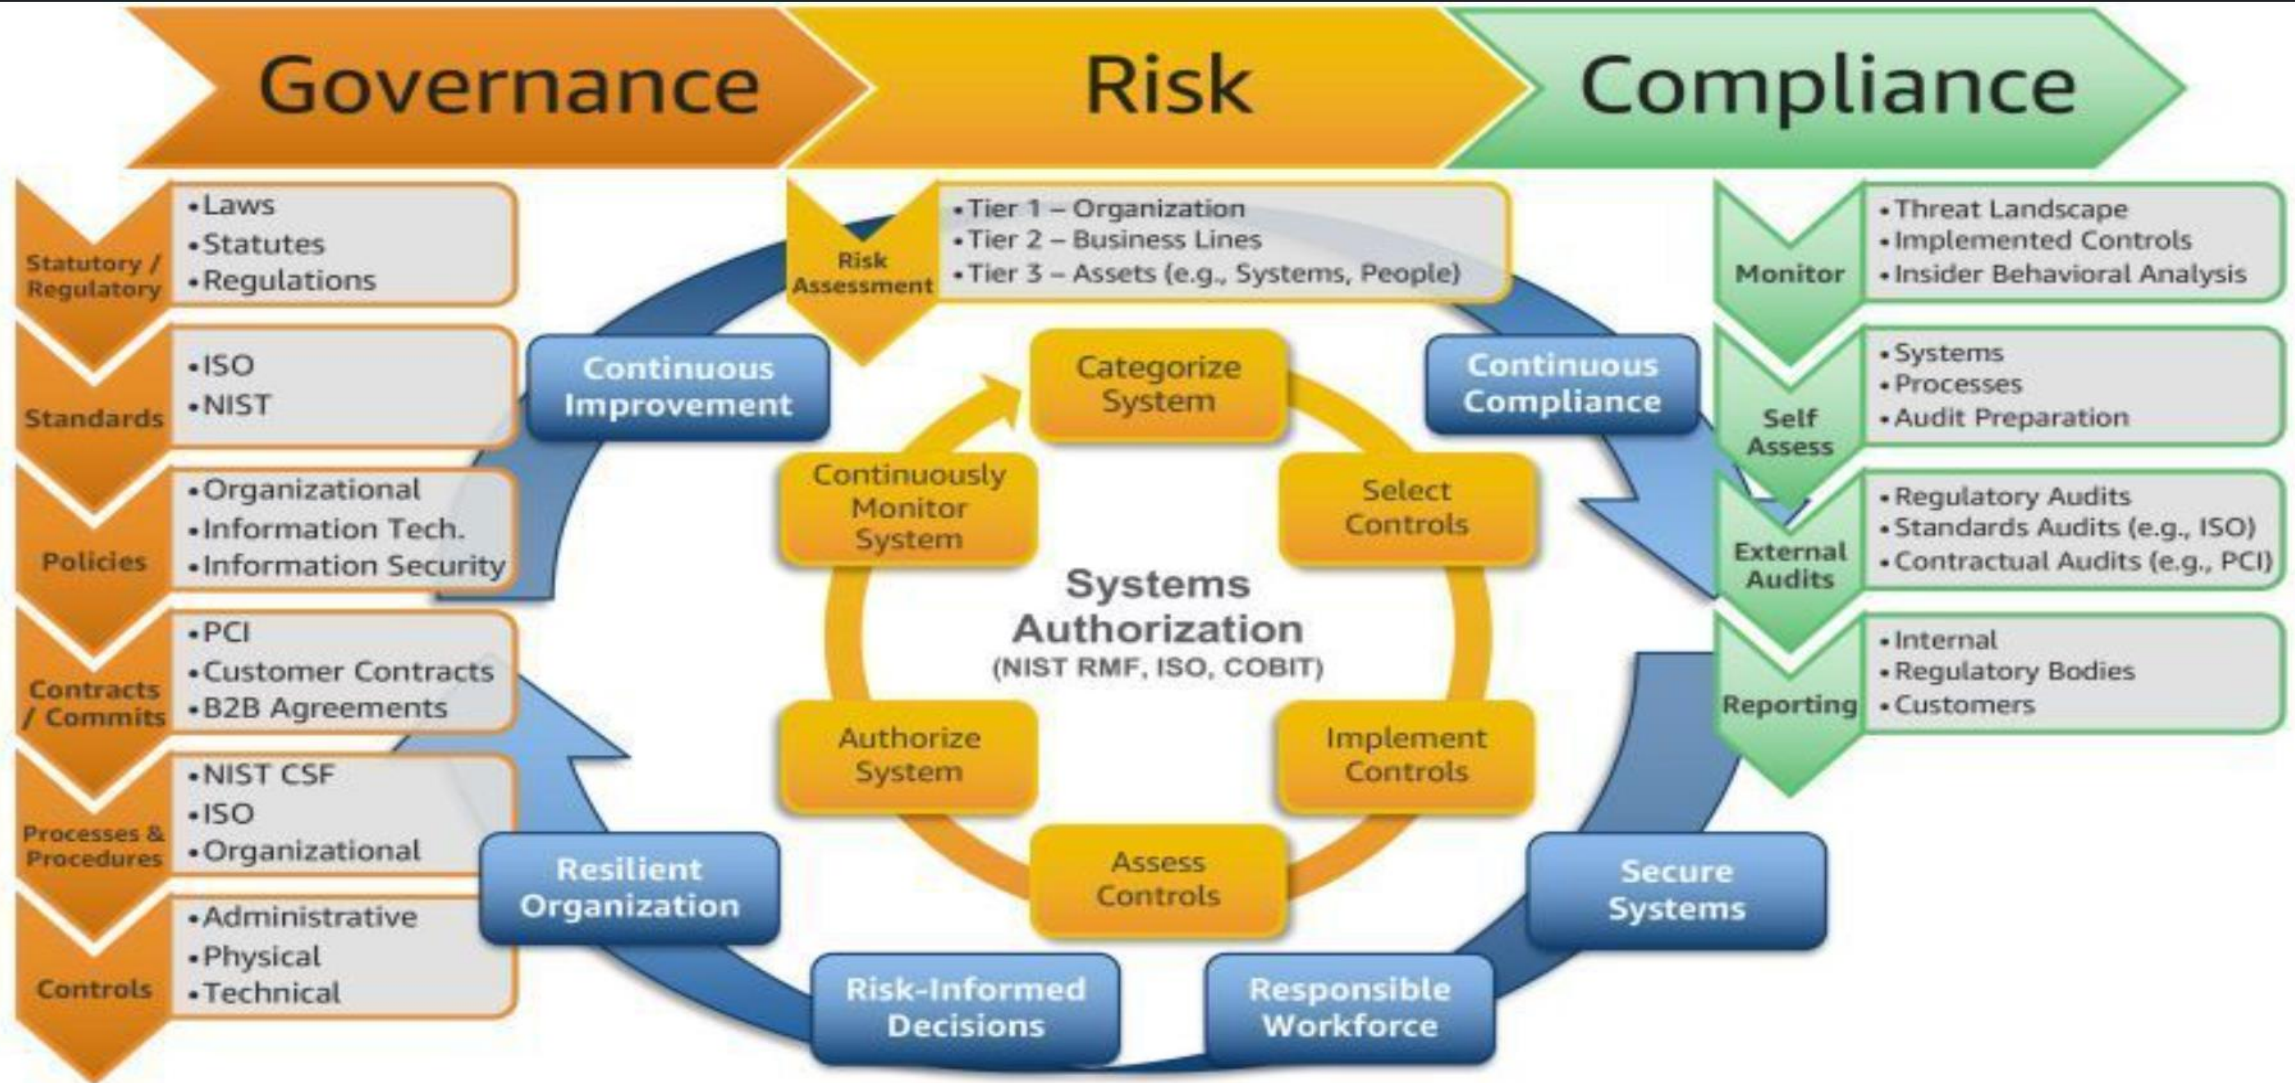 Governance
Risk
Compliance
Statutory /
Regulatory
•Laws
•Statutes
•Regulations
Standards
•ISO
•NIST
Policies
•Organizational
•Information Tech.
•Information Security
Contracts
/ Commits
•PCI
•Customer Contracts
•B2B Agreements
Processes &
Procedures
•NIST CSF
•ISO
•Organizational
Controls
•Administrative
•Physical
•Technical
Risk
Assessment
•Tier 1 – Organization
•Tier 2 – Business Lines
•Tier 3 – Assets (e.g., Systems, People)
Continuous
Improvement
Continuous
Compliance
Categorize
System
Select
Controls
Implement
Controls
Assess
Controls
Authorize
System
Continuously
Monitor
System
Systems
Authorization
(NIST RMF, ISO, COBIT)
Secure
Systems
Responsible
Workforce
Risk-Informed
Decisions
Resilient
Organization
Monitor
•Threat Landscape
•Implemented Controls
•Insider Behavioral Analysis
Self
Assess
•Systems
•Processes
•Audit Preparation
External
Audits
•Regulatory Audits
•Standards Audits (e.g., ISO)
•Contractual Audits (e.g., PCI)
Reporting
•Internal
•Regulatory Bodies
•Customers